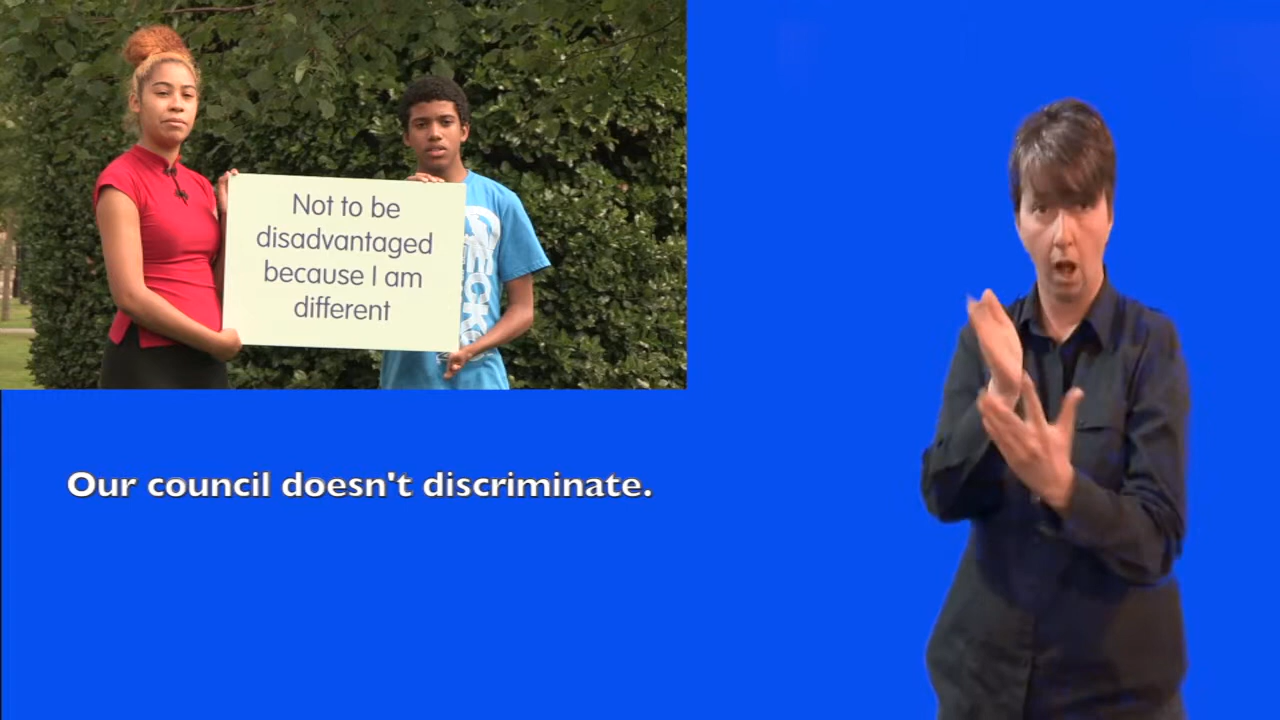 Not to be
disadvantaged
because I am
different
Our council doesn't discriminate.